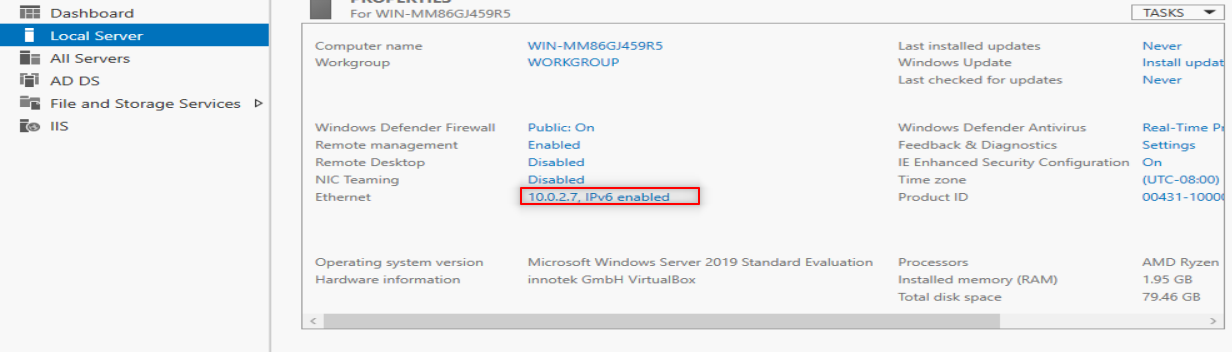 Dashboard
Local Server
All Servers
AD DS
File and Storage Services
IIS
PROPERTIES
For WIN-MM86GJ459R5
TASKS
Computer name WIN-MM86GJ459R5 Last installed updates Never
Workgroup WORKGROUP Windows Update Install updat
Last checked for updates Never
Windows Defender Firewall Public: On Windows Defender Antivirus Real-Time Pr
Remote management Enabled Feedback & Diagnostics Settings
Remote Desktop Disabled IE Enhanced Security Configuration On
NIC Teaming Disabled Time zone (UTC-08:00)
Ethernet 10.0.2.7, IPv6 enabled Product ID 00431-10000
Operating system version Microsoft Windows Server 2019 Standard Evaluation Processors AMD Ryzen
Hardware information innotek GmbH VirtualBox Installed memory (RAM) 1.95 GB
Total disk space 79.46 GB